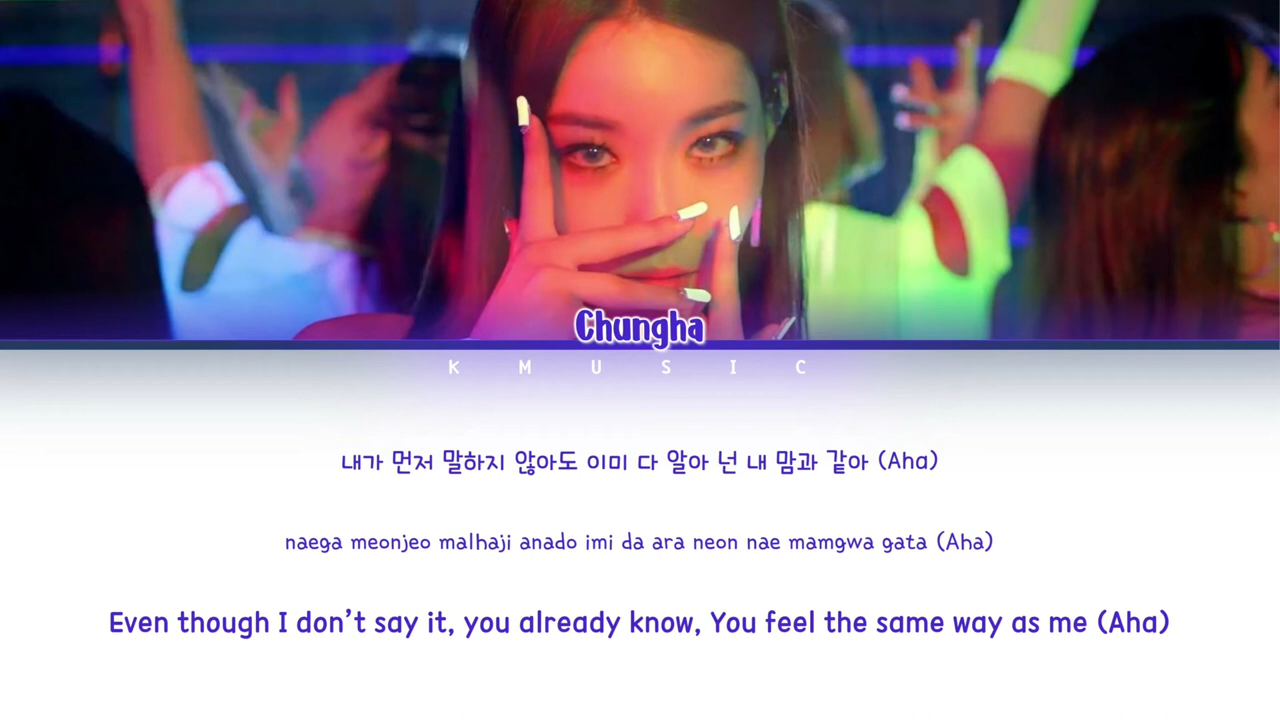 Chungha
K M U S I C
내가 먼저 말하지 않아도 이미 다 알아 넌 내 맘과 같아 (Aha)
naega meonjeo malhaji anado imi da ara neon nae mamgwa gata (Aha)
Even though I don't say it, you already know, You feel the same way as me (Aha)